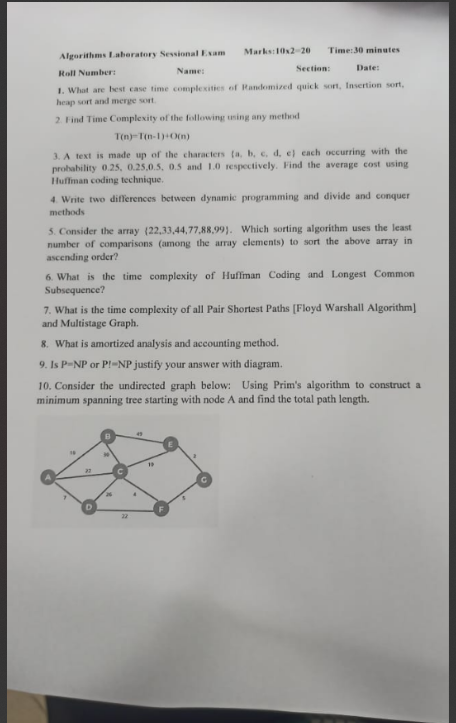 Algorithms Laboratory Sessional Exam Marks:10x2=20 Time:30 minutes
Roll Number: Name: Section: Date:
1. What are best case time complexities of Randomized quick sort, Insertion sort,
heap sort and merge sort.
2. Find Time Complexity of the following using any method
T(n)=T(n-1)+O(n)
3. A text is made up of the characters {a, b, c, d, e} each occurring with the
probability 0.25, 0.25,0.5, 0.5 and 1.0 respectively. Find the average cost using
Huffman coding technique.
4. Write two differences between dynamic programming and divide and conquer
methods
5. Consider the array {22,33,44,77,88,99}. Which sorting algorithm uses the least
number of comparisons (among the array elements) to sort the above array in
ascending order?
6. What is the time complexity of Huffman Coding and Longest Common
Subsequence?
7. What is the time complexity of all Pair Shortest Paths [Floyd Warshall Algorithm]
and Multistage Graph.
8. What is amortized analysis and accounting method.
9. Is P=NP or P!=NP justify your answer with diagram.
10. Consider the undirected graph below: Using Prim's algorithm to construct a
minimum spanning tree starting with node A and find the total path length.
B
E
A
C
G
D
F
22